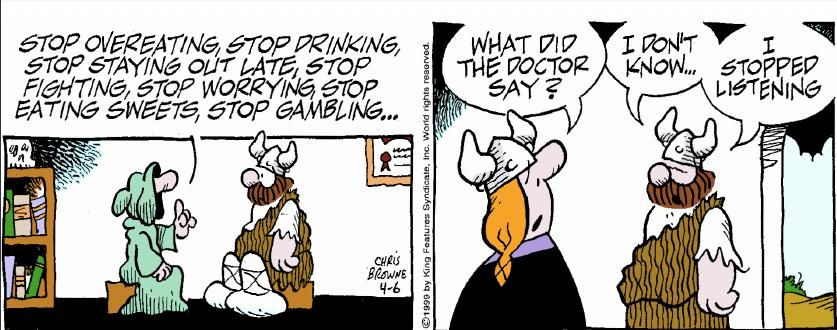 STOP OVEREATING, STOP DRINKING,
STOP STAYING OUT LATE, STOP
FIGHTING, STOP WORRYING, STOP
EATING SWEETS, STOP GAMBLING...
CHRIS
BROWNE
4-6
©1999 by King Features Syndicate, Inc. World rights reserved.
WHAT DID
THE DOCTOR
SAY?
I DON'T
KNOW...
I
STOPPED
LISTENING